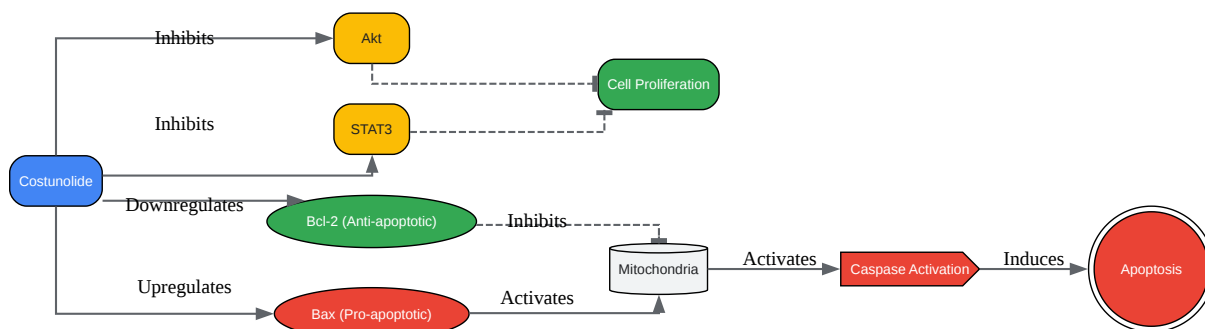 Inhibits
Akt
Cell Proliferation
Inhibits
STAT3
Costunolide
Downregulates
Bcl-2 (Anti-apoptotic)
Inhibits
Mitochondria
Activates
Caspase Activation
Induces
Apoptosis
Upregulates
Bax (Pro-apoptotic)
Activates